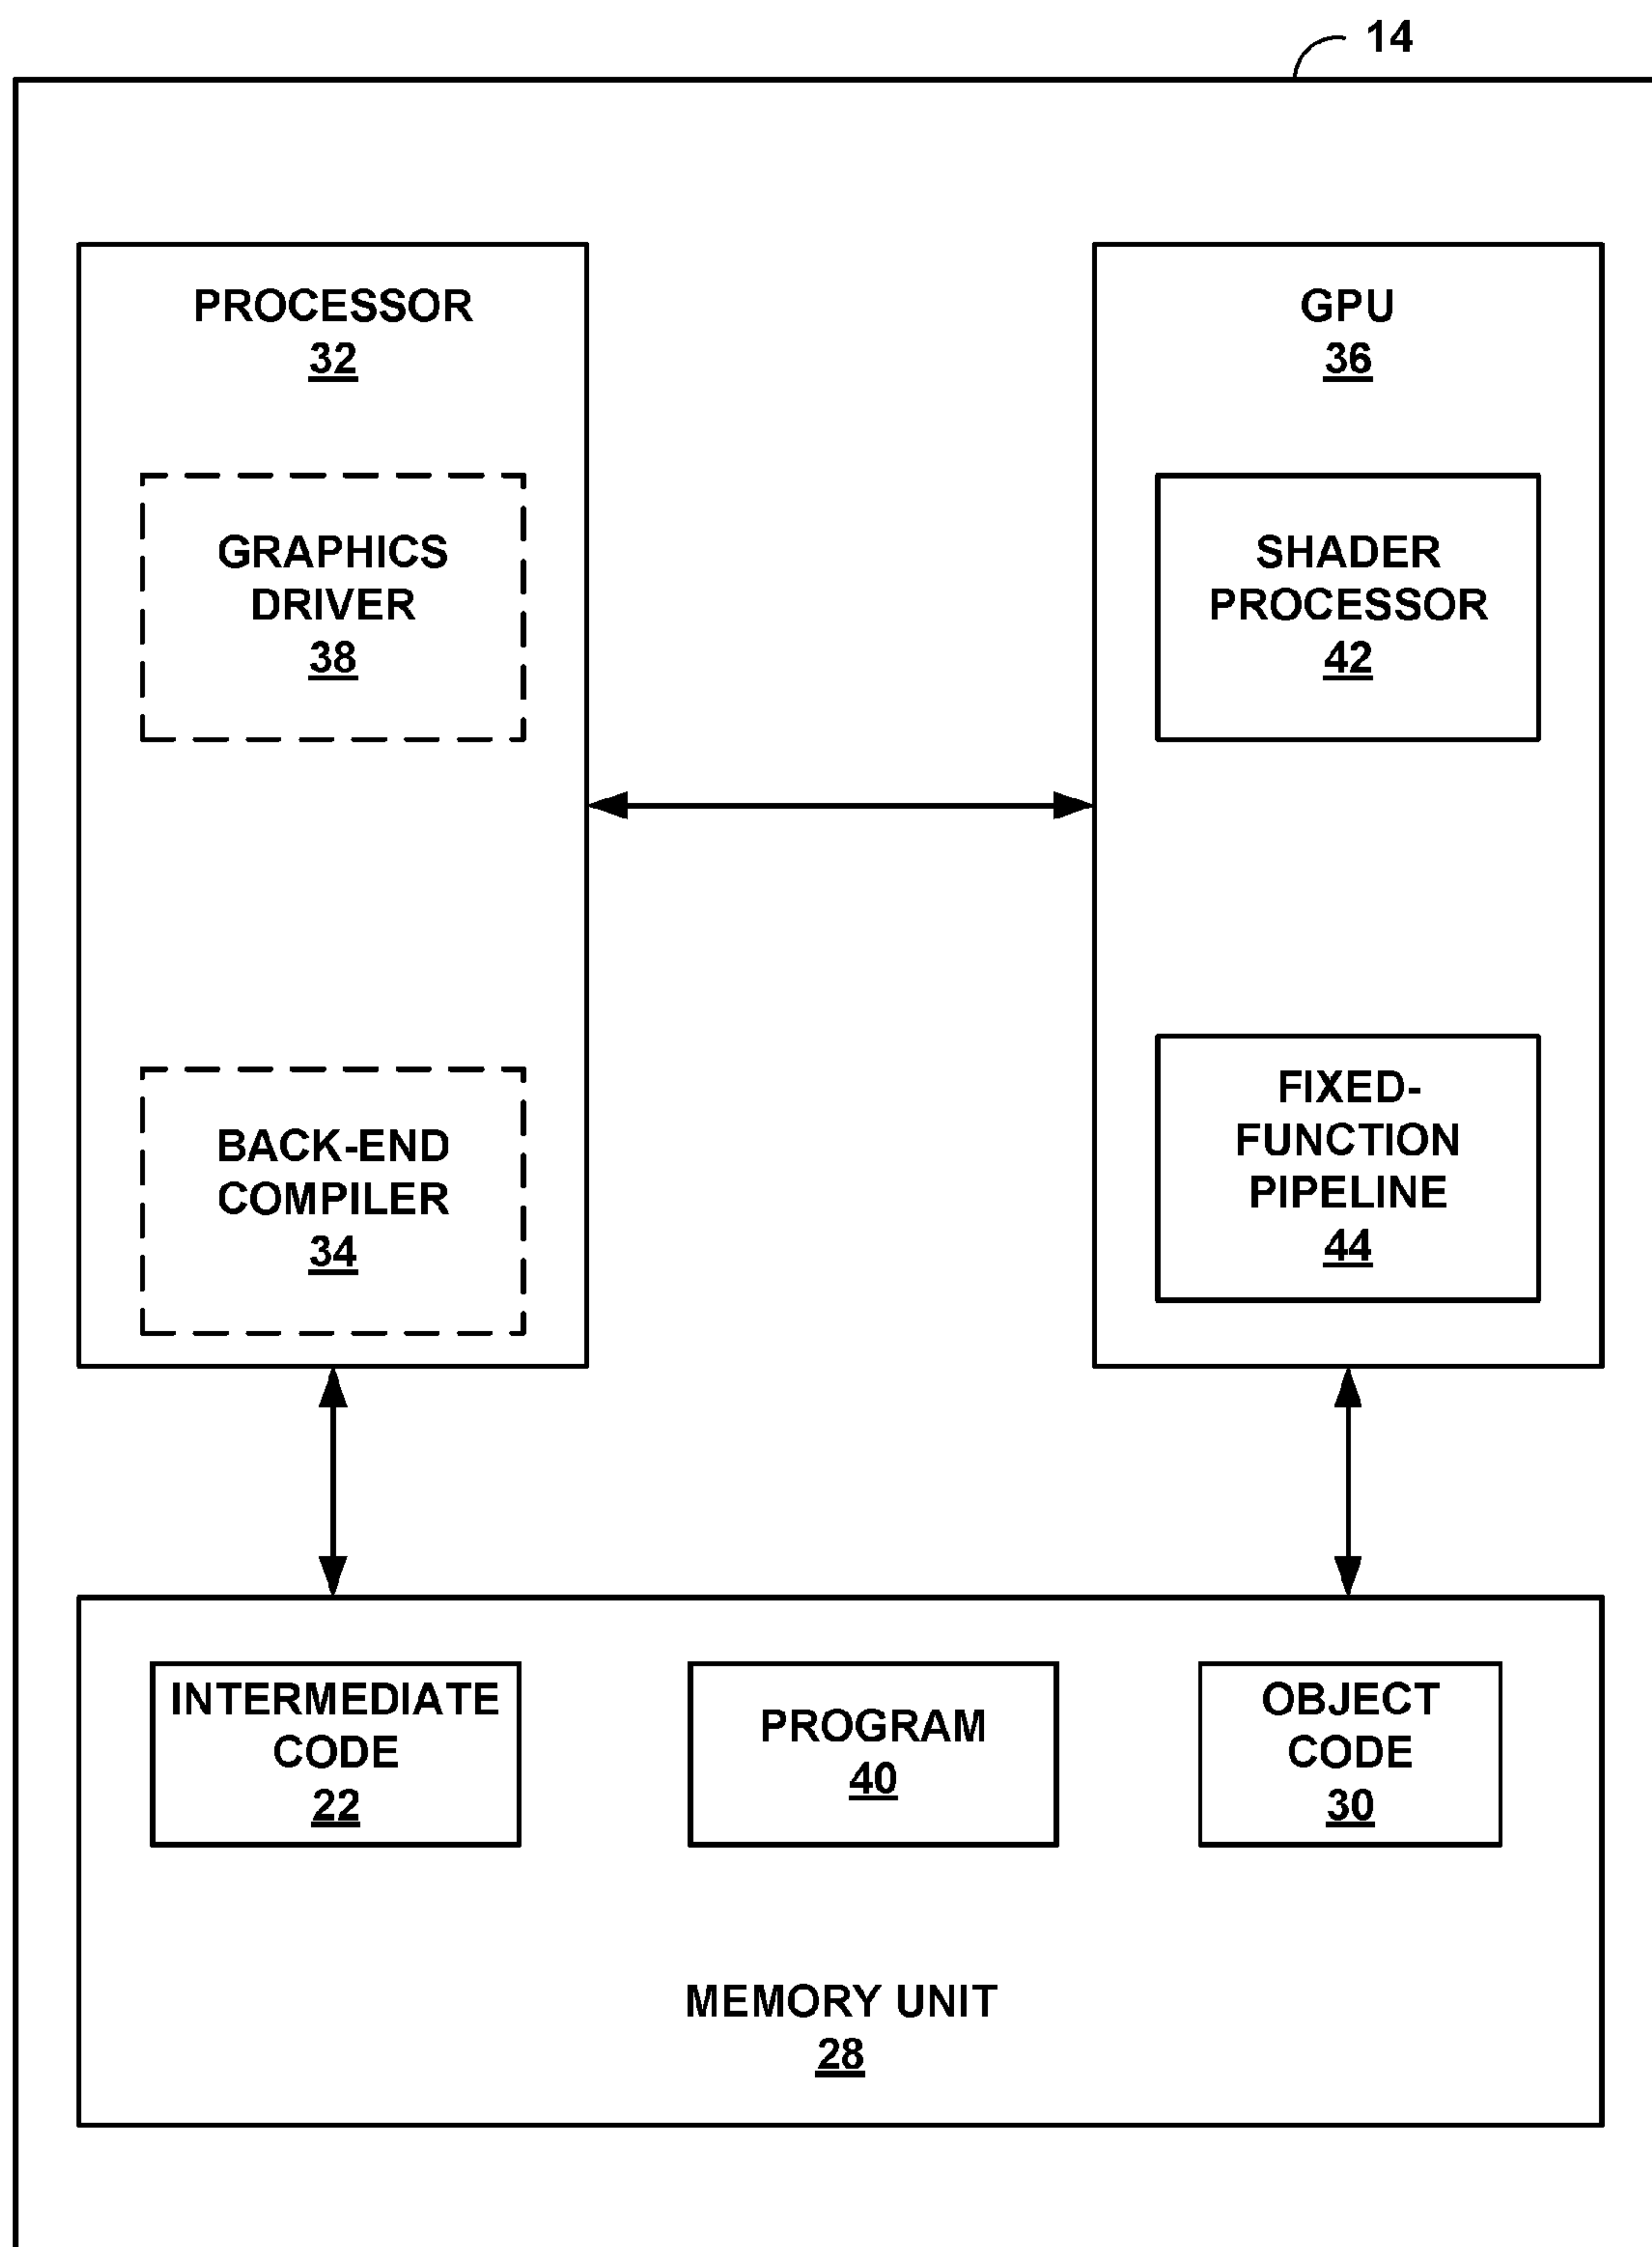 14
PROCESSOR
32
GPU
36
GRAPHICS
DRIVER
38
SHADER
PROCESSOR
42
BACK-END
COMPILER
34
FIXED-
FUNCTION
PIPELINE
44
INTERMEDIATE
CODE
22
PROGRAM
40
OBJECT
CODE
30
MEMORY UNIT
28